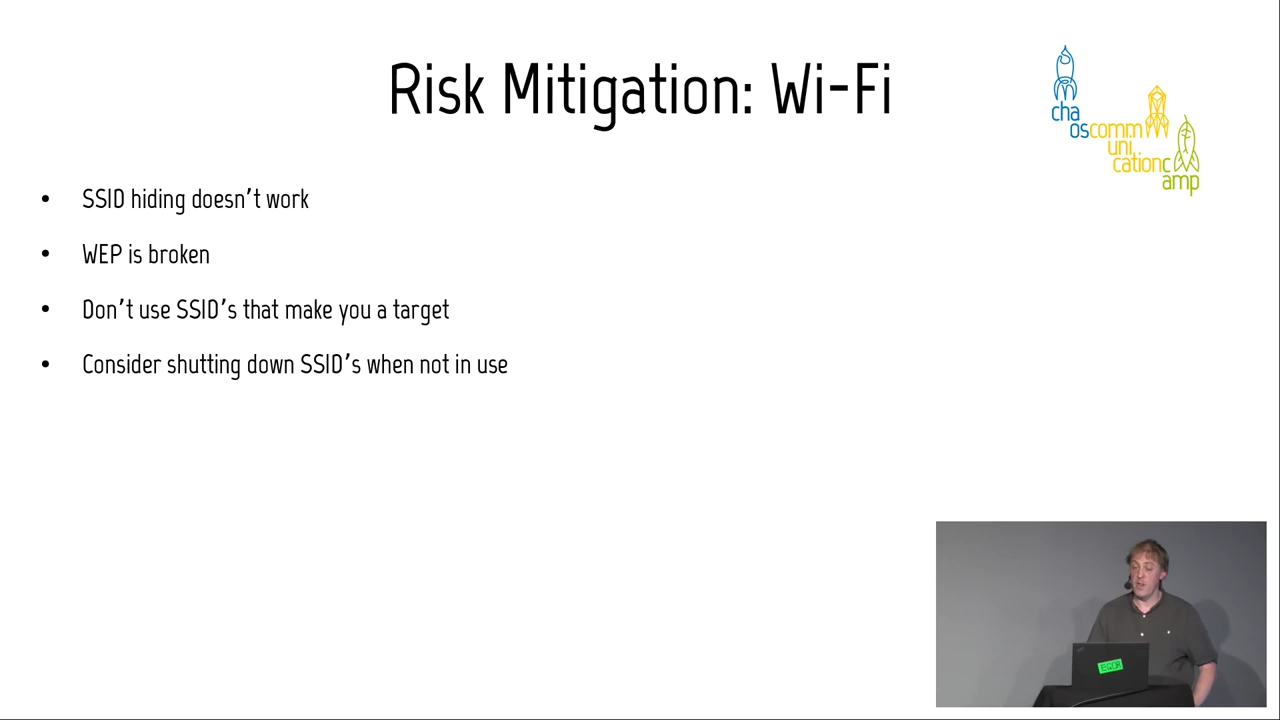 Risk Mitigation: Wi-Fi
cha
oscomm
uni
cationc
amp
• SSID hiding doesn't work
• WEP is broken
• Don't use SSID's that make you a target
• Consider shutting down SSID's when not in use